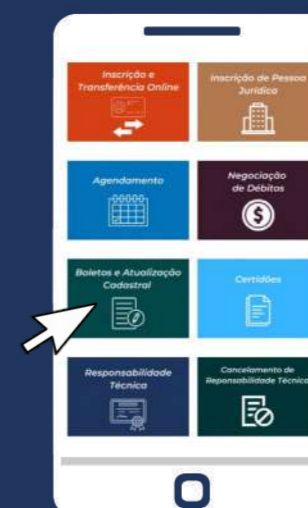 Inscrição e
Transferência Online
Inscrição de Pessoa
Jurídica
Agendamento
Negociação
de Débitos
Boletos e Atualização
Cadastral
Certidões
Responsabilidade
Técnica
Cancelamento de
Reponsabilidade Técnica